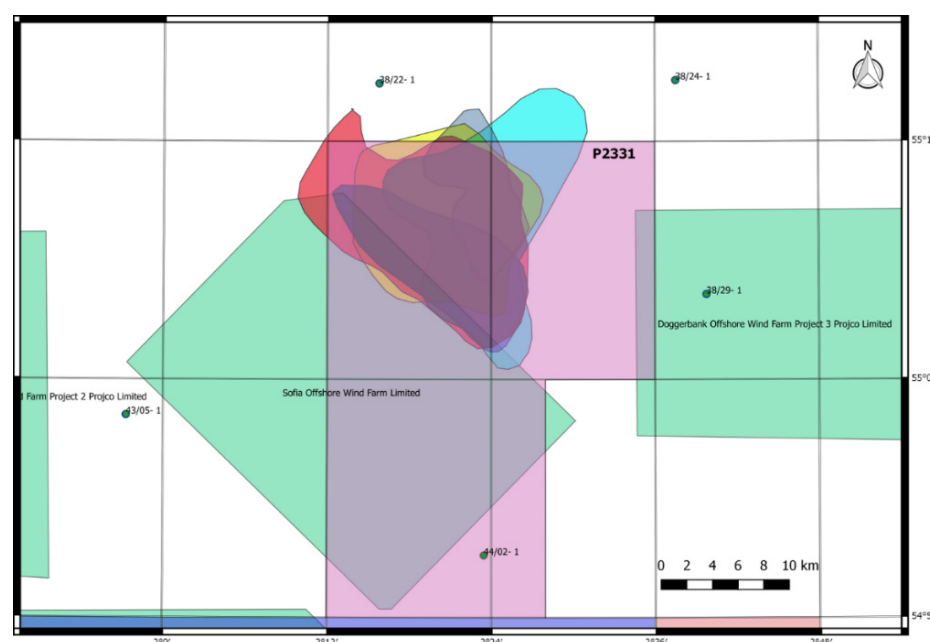 N
38/22- 1
38/24- 1
55°1
P2331
38/29- 1
Doggerbank Offshore Wind Farm Project 3 Projco Limited
55°0
Sofia Offshore Wind Farm Limited
Farm Project 2 Projco Limited
43/05- 1
44/02- 1
0 2 4 6 8 10 km
54°5